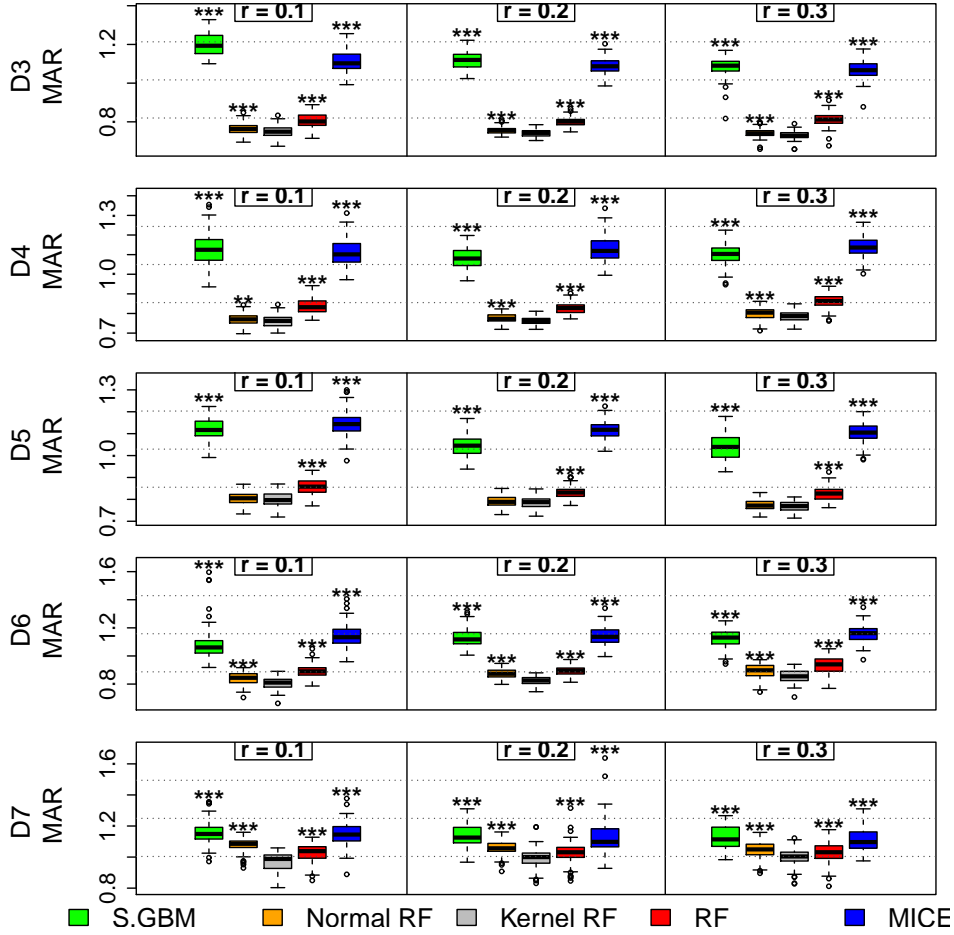 r = 0.1 r = 0.2 r = 0.3
*** *** *** *** *** *** *** *** *** *** *** ***
D3
MAR
0.8 1.2
r = 0.1 r = 0.2 r = 0.3
*** ** *** *** *** *** *** *** *** *** *** ***
D4
MAR
0.7 1.0 1.3
r = 0.1 r = 0.2 r = 0.3
*** *** *** *** *** *** *** *** ***
D5
MAR
0.7 1.0 1.3
r = 0.1 r = 0.2 r = 0.3
*** *** *** *** *** *** *** *** *** *** *** ***
D6
MAR
0.8 1.2 1.6
r = 0.1 r = 0.2 r = 0.3
*** *** *** *** *** *** *** *** *** *** *** ***
D7
MAR
0.8 1.2 1.6
S.GBM Normal RF Kernel RF RF MICE